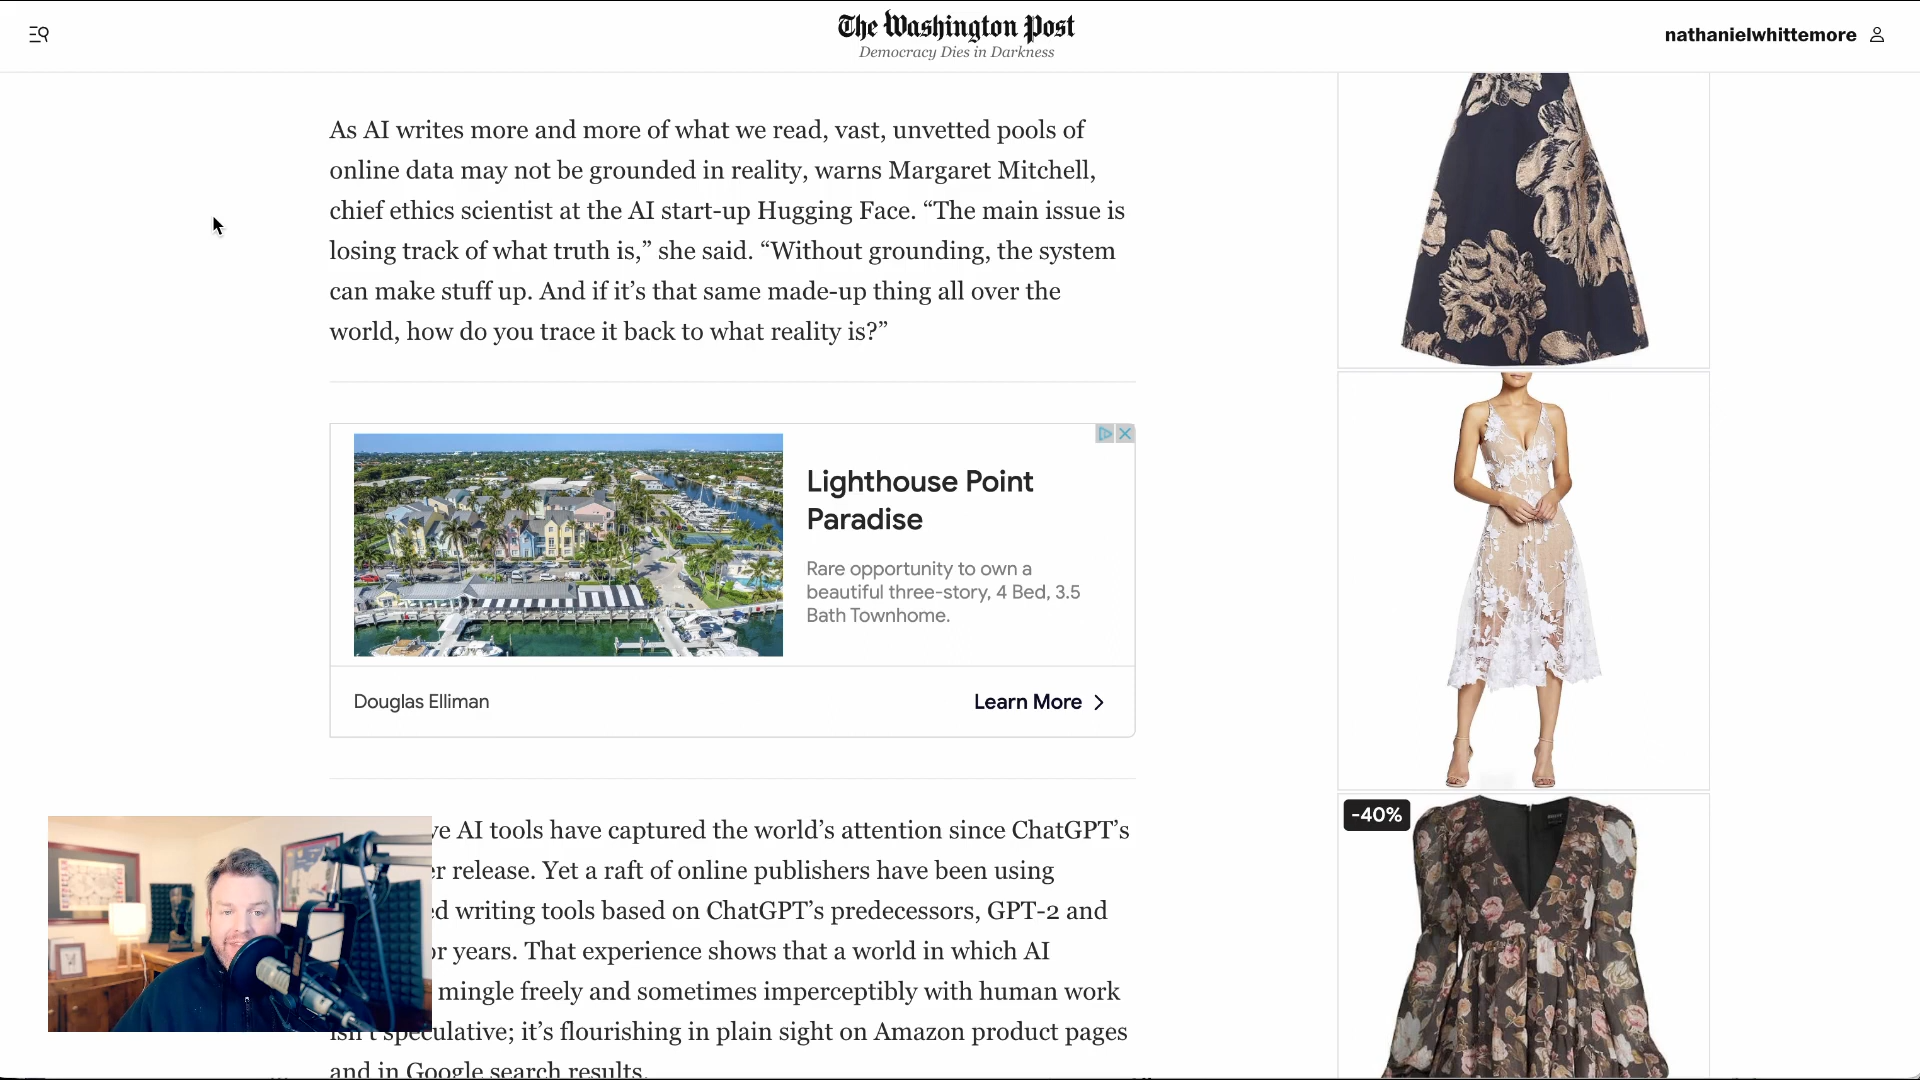 The Washington Post
Democracy Dies in Darkness
nathanielwhittemore
As AI writes more and more of what we read, vast, unvetted pools of
online data may not be grounded in reality, warns Margaret Mitchell,
chief ethics scientist at the AI start-up Hugging Face. “The main issue is
losing track of what truth is,” she said. “Without grounding, the system
can make stuff up. And if it’s that same made-up thing all over the
world, how do you trace it back to what reality is?”
Lighthouse Point
Paradise
Rare opportunity to own a
beautiful three-story, 4 Bed, 3.5
Bath Townhome.
Douglas Elliman
Learn More
-40%
AI tools have captured the world’s attention since ChatGPT’s
release. Yet a raft of online publishers have been using
writing tools based on ChatGPT’s predecessors, GPT-2 and
years. That experience shows that a world in which AI
mingle freely and sometimes imperceptibly with human work
isn’t speculative; it’s flourishing in plain sight on Amazon product pages
and in Google search results.